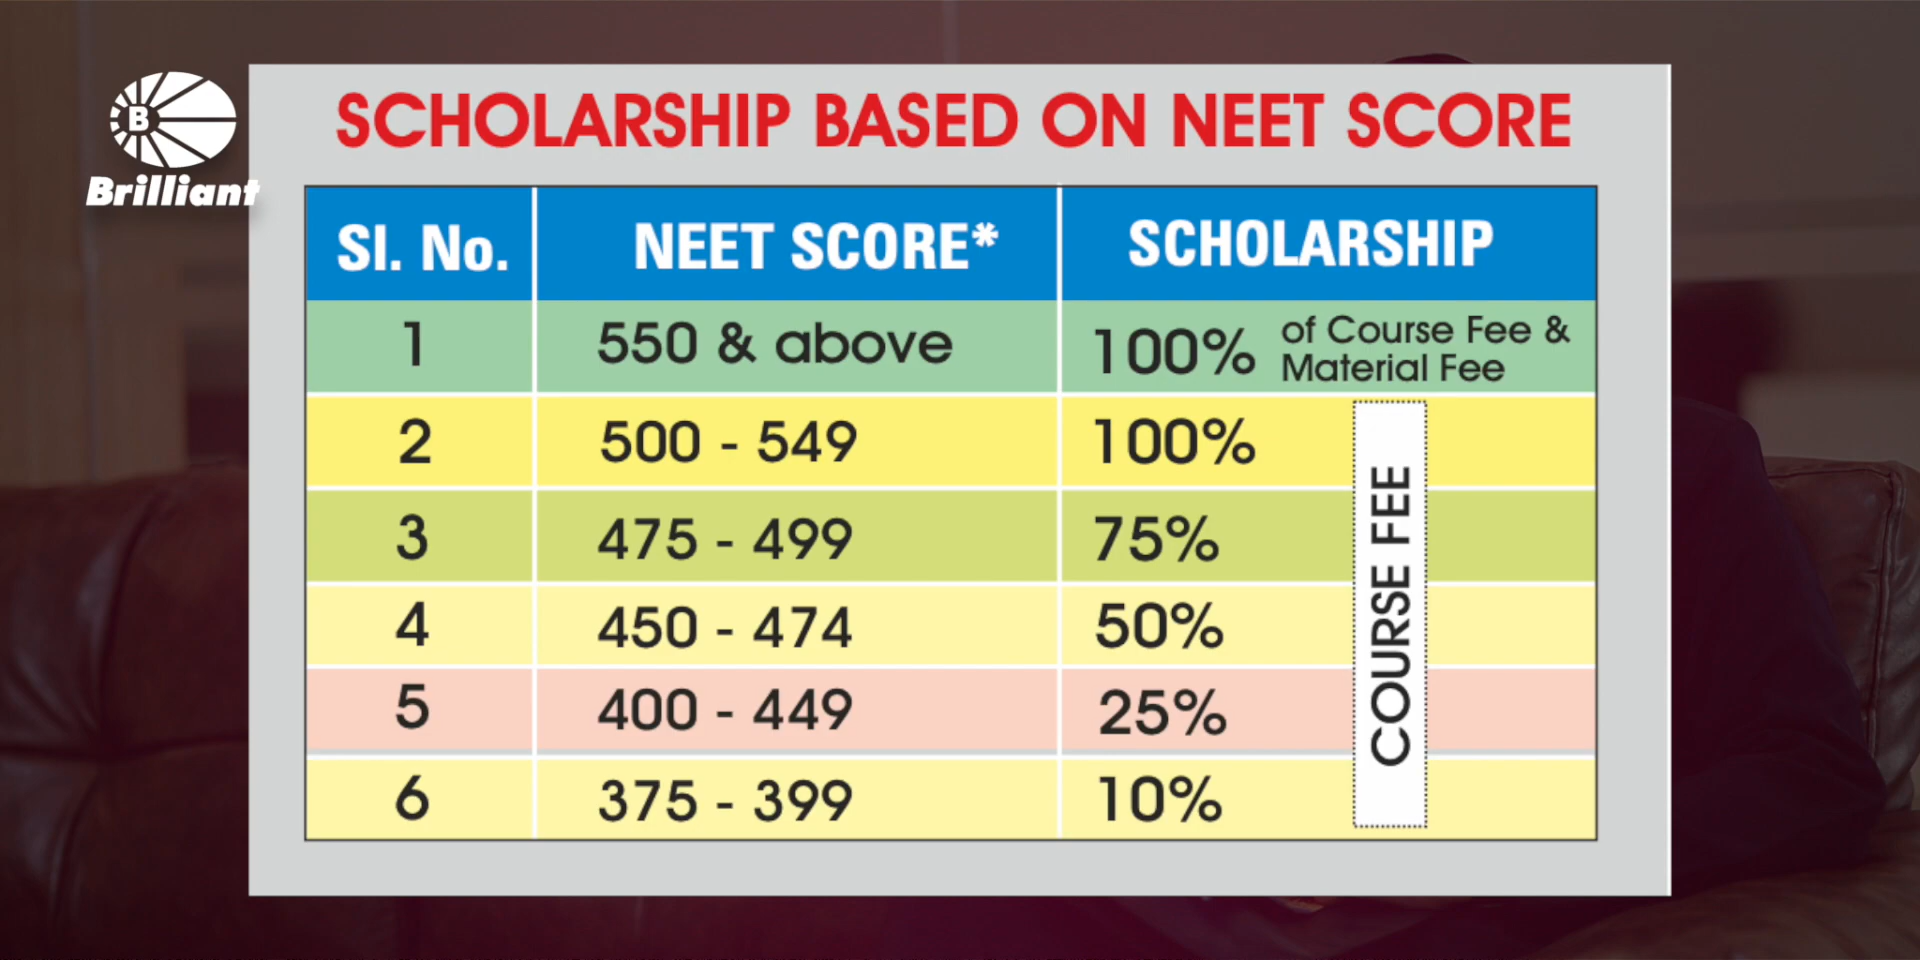 B
Brilliant
SCHOLARSHIP BASED ON NEET SCORE
Sl. No. NEET SCORE* SCHOLARSHIP
1 550 & above 100% of Course Fee &
Material Fee
2 500 - 549 100%
3 475 - 499 75%
4 450 - 474 50%
5 400 - 449 25%
6 375 - 399 10%
COURSE FEE